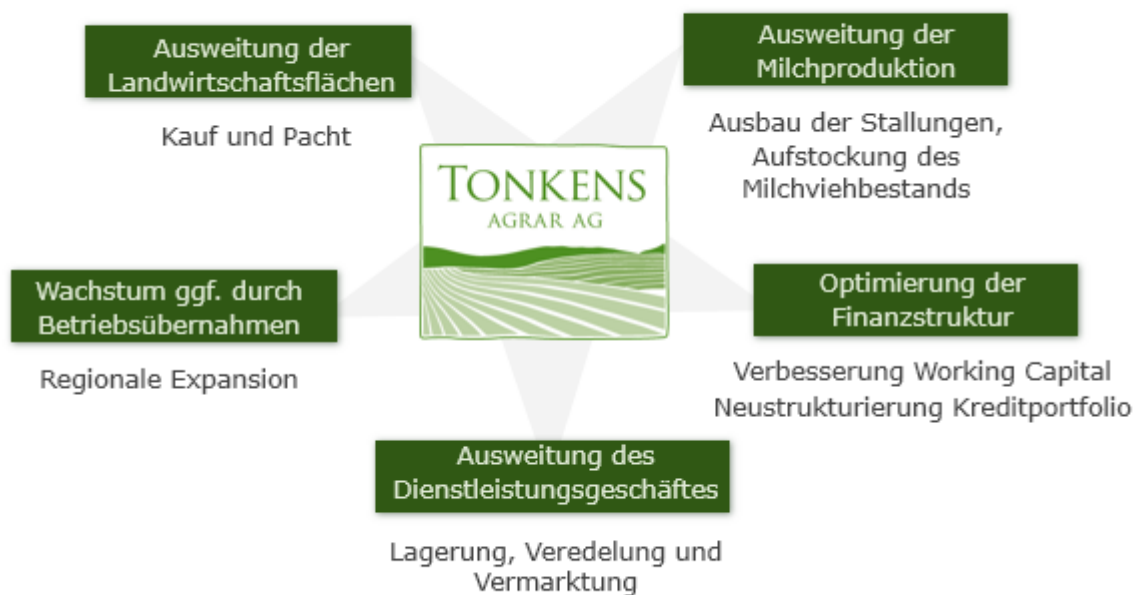 Ausweitung der
Landwirtschaftsflächen
Kauf und Pacht
Ausweitung der
Milchproduktion
Ausbau der Stallungen,
Aufstockung des
Milchviehbestands
TONKENS
AGRAR AG
Wachstum ggf. durch
Betriebsübernahmen
Regionale Expansion
Optimierung der
Finanzstruktur
Verbesserung Working Capital
Neustrukturierung Kreditportfolio
Ausweitung des
Dienstleistungsgeschäftes
Lagerung, Veredelung und
Vermarktung